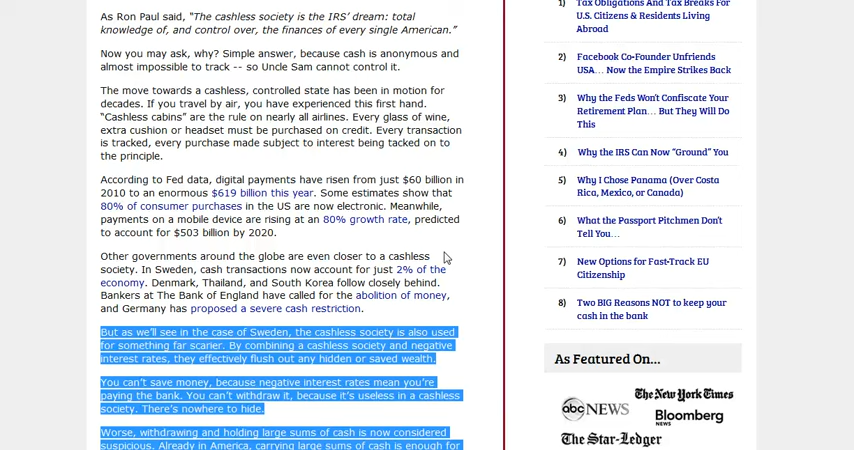 As Ron Paul said, “The cashless society is the IRS’ dream: total
knowledge of, and control over, the finances of every single American.”
Now you may ask, why? Simple answer, because cash is anonymous and
almost impossible to track -- so Uncle Sam cannot control it.
The move towards a cashless, controlled state has been in motion for
decades. If you travel by air, you have experienced this first hand.
“Cashless cabins” are the rule on nearly all airlines. Every glass of wine,
extra cushion or headset must be purchased on credit. Every transaction
is tracked, every purchase made subject to interest being tacked on to
the principle.
According to Fed data, digital payments have risen from just $60 billion in
2010 to an enormous $619 billion this year. Some estimates show that
80% of consumer purchases in the US are now electronic. Meanwhile,
payments on a mobile device are rising at an 80% growth rate, predicted
to account for $503 billion by 2020.
Other governments around the globe are even closer to a cashless
society. In Sweden, cash transactions now account for just 2% of the
economy. Denmark, Thailand, and South Korea follow closely behind.
Bankers at The Bank of England have called for the abolition of money,
and Germany has proposed a severe cash restriction.
But as we’ll see in the case of Sweden, the cashless society is also used
for something far scarier. By combining a cashless society and negative
interest rates, they effectively flush out any hidden or saved wealth.
You can’t save money, because negative interest rates mean you’re
paying the bank. You can’t withdraw it, because it’s useless in a cashless
society. There’s nowhere to hide.
Worse, withdrawing and holding large sums of cash is now considered
suspicious. Already in America, carrying large sums of cash is enough for
1) Tax Obligations And Tax Breaks For
U.S. Citizens & Residents Living
Abroad
2) Facebook Co-Founder Unfriends
USA… Now the Empire Strikes Back
3) Why the Feds Won’t Confiscate Your
Retirement Plan… But They Will Do
This
4) Why the IRS Can Now “Ground” You
5) Why I Chose Panama (Over Costa
Rica, Mexico, or Canada)
6) What the Passport Pitchmen Don’t
Tell You…
7) New Options for Fast-Track EU
Citizenship
8) Two BIG Reasons NOT to keep your
cash in the bank
As Featured On...
abc NEWS
The New York Times
Bloomberg
NEWS
The Star-Ledger